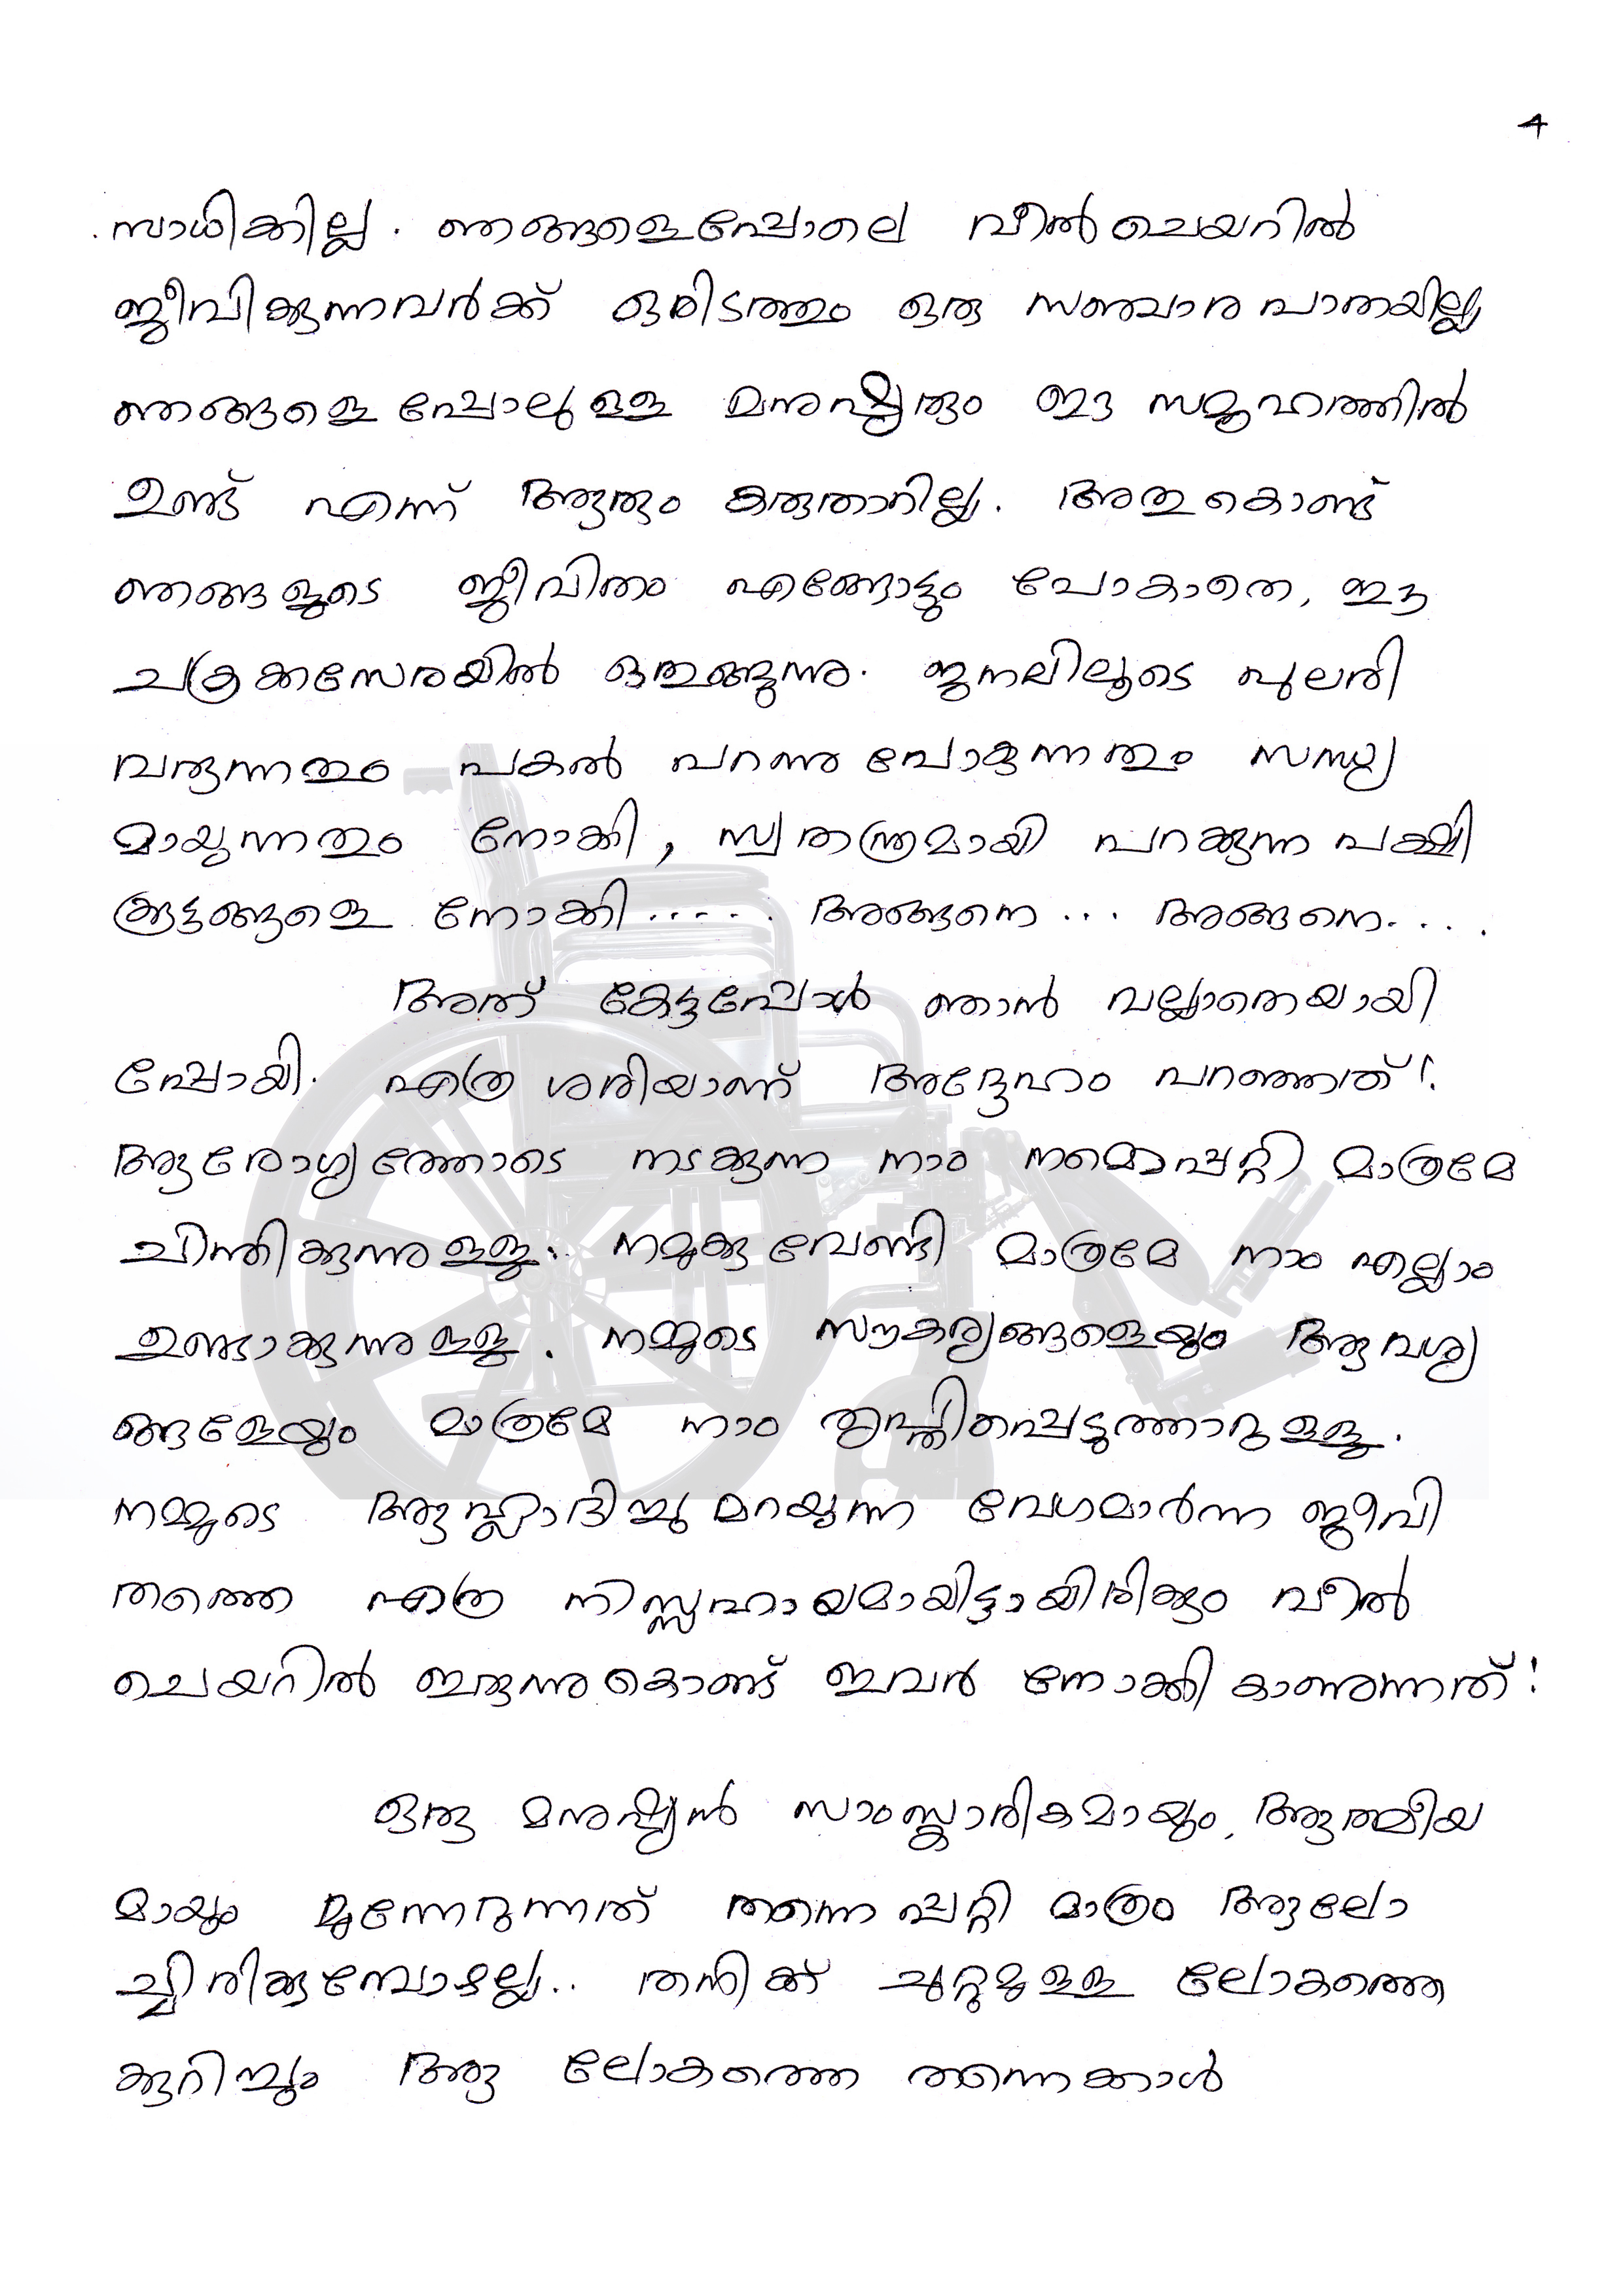 4
സാധിക്കില്ല. ഞങ്ങളെപ്പോലെ വീൽചെയറിൽ
ജീവിക്കുന്നവർക്ക് ഒരിടത്തും ഒരു സഞ്ചാര പാതയില്ല
ഞങ്ങളെ പ്പോലുള്ള മനുഷ്യരും ഈ സമൂഹത്തിൽ
ഉണ്ട് എന്ന് ആരും കരുതാറില്ല. അതുകൊണ്ട്
ഞങ്ങളുടെ ജീവിതം എങ്ങോട്ടും പോകാതെ, ഈ
ചക്രക്കസേരയിൽ ഒതുങ്ങുന്നു. ജനലിലൂടെ പുലരി
വരുന്നതും പകൽ പറന്നു പോകുന്നതും സന്ധ്യ
മായുന്നതും നോക്കി, സ്വതന്ത്രമായി പറക്കുന്ന പക്ഷി
ക്കൂട്ടങ്ങളെ നോക്കി..... അങ്ങനെ... അങ്ങനെ....
അത് കേട്ടപ്പോൾ ഞാൻ വല്ലാതെയായി
പ്പോയി. എത്ര ശരിയാണ് അദ്ദേഹം പറഞ്ഞത്!.
ആരോഗ്യത്തോടെ നടക്കുന്ന നാം നമ്മെപ്പറ്റി മാത്രമേ
ചിന്തിക്കുന്നുള്ളൂ.. നമുക്കു വേണ്ടി മാത്രമേ നാം എല്ലാം
ഉണ്ടാക്കുന്നുള്ളൂ. നമ്മുടെ സൗകര്യങ്ങളെയും ആവശ്യ
ങ്ങളേയും മാത്രമേ നാം തൃപ്തിപ്പെടുത്താറുള്ളൂ.
നമ്മുടെ ആഹ്ലാദിച്ചു മറയുന്ന വേഗമാർന്ന ജീവി
തത്തെ എത്ര നിസ്സഹായമായിട്ടായിരിക്കും വീൽ
ചെയറിൽ ഇരുന്നുകൊണ്ട് ഇവർ നോക്കി കാണുന്നത്!
ഒരു മനുഷ്യൻ സാംസ്കാരികമായും, ആത്മീയ
മായും മുന്നേറുന്നത് തന്നെ പ്പറ്റി മാത്രം ആലോ
ച്ചിരിക്കുമ്പോഴല്ല.. തനിക്ക് ചുറ്റുമുള്ള ലോകത്തെ
ക്കുറിച്ചും ആ ലോകത്തെ തന്നെക്കാൾ